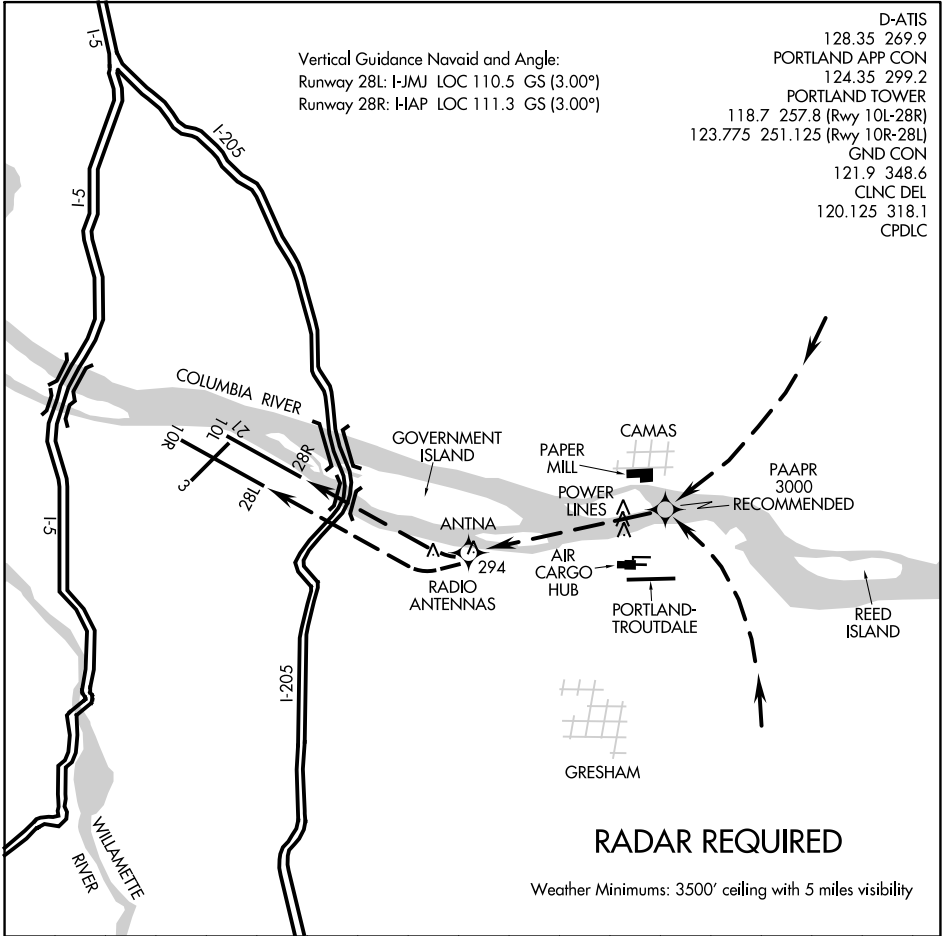 D-ATIS
128.35 269.9
PORTLAND APP CON
124.35 299.2
PORTLAND TOWER
118.7 257.8 (Rwy 10L-28R)
123.775 251.125 (Rwy 10R-28L)
GND CON
121.9 348.6
CLNC DEL
120.125 318.1
CPDLC
Vertical Guidance Navaid and Angle:
Runway 28L: I-JMJ LOC 110.5 GS (3.00°)
Runway 28R: I-IAP LOC 111.3 GS (3.00°)
I-5
I-205
I-5
COLUMBIA RIVER
10R
10L
21
3
28L
28R
GOVERNMENT
ISLAND
CAMAS
PAPER
MILL
POWER
LINES
PAAPR
3000
RECOMMENDED
ANTNA
294
RADIO
ANTENNAS
AIR
CARGO
HUB
PORTLAND-
TROUTDALE
REED
ISLAND
I-5
I-205
GRESHAM
WILLAMETTE
RIVER
RADAR REQUIRED
Weather Minimums: 3500' ceiling with 5 miles visibility